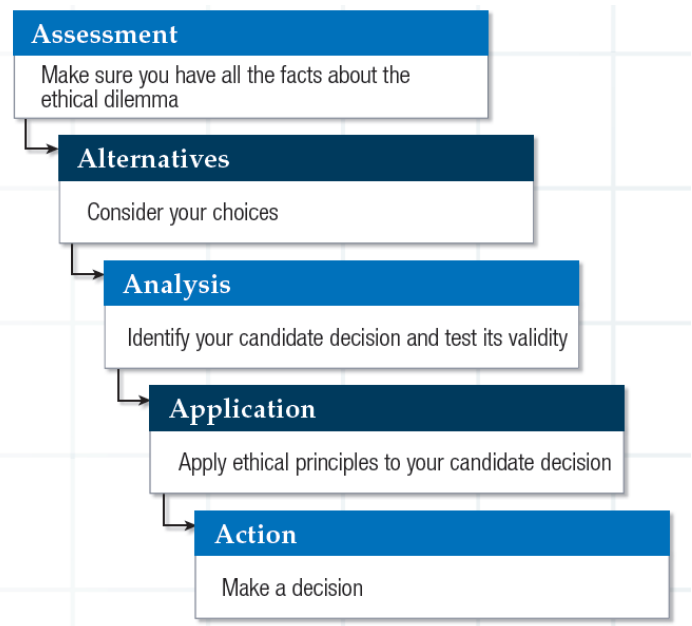 Assessment
Make sure you have all the facts about the
ethical dilemma
Alternatives
Consider your choices
Analysis
Identify your candidate decision and test its validity
Application
Apply ethical principles to your candidate decision
Action
Make a decision